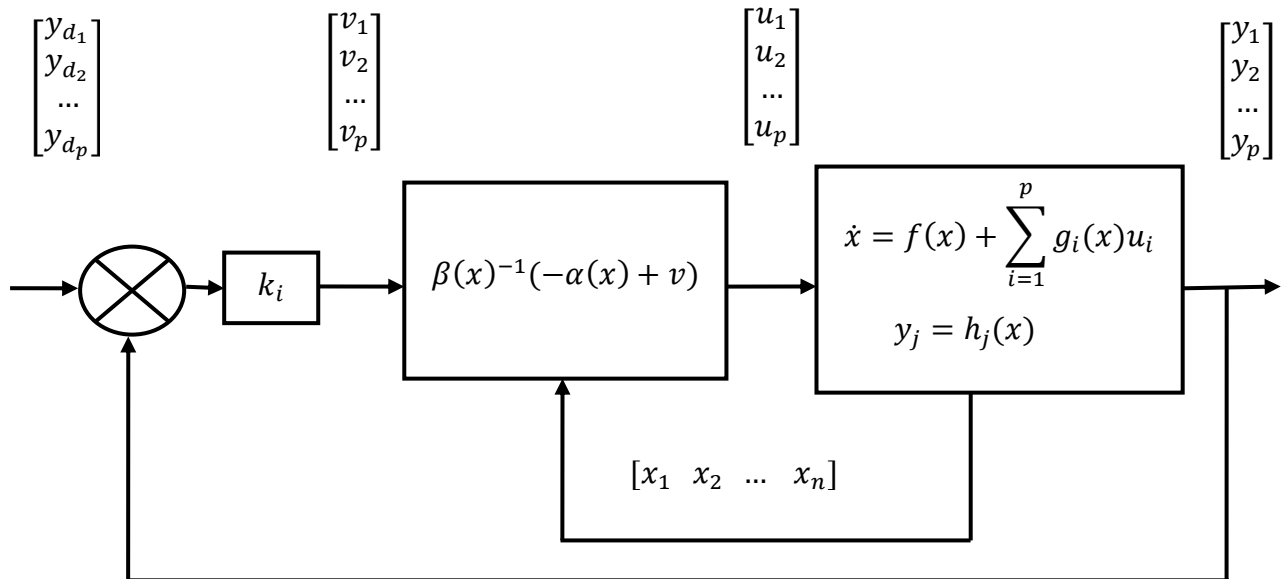 [y_{d_1} y_{d_2} ... y_{d_p}]
[v_1 v_2 ... v_p]
[u_1 u_2 ... u_p]
[y_1 y_2 ... y_p]
k_i
β(x)^{-1}(-α(x) + v)
ẋ = f(x) + \sum_{i=1}^{p} g_i(x)u_i
y_j = h_j(x)
[x_1 x_2 ... x_n]